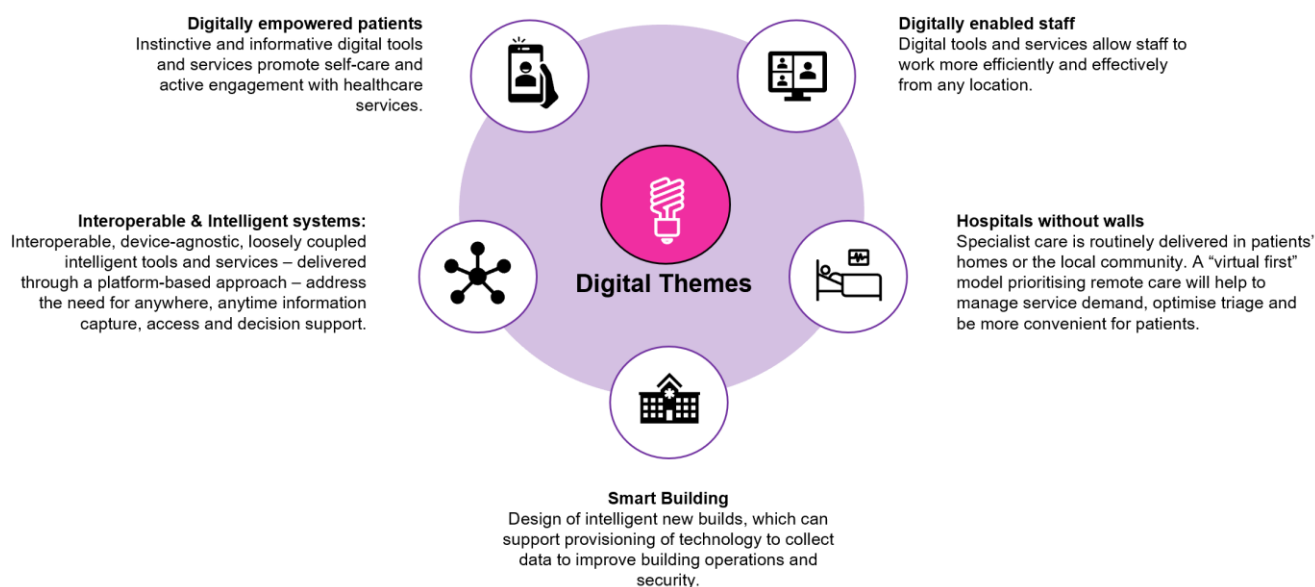 Digitally empowered patients
Instinctive and informative digital tools
and services promote self-care and
active engagement with healthcare
services.
Digitally enabled staff
Digital tools and services allow staff to
work more efficiently and effectively
from any location.
Interoperable & Intelligent systems:
Interoperable, device-agnostic, loosely coupled
intelligent tools and services – delivered
through a platform-based approach – address
the need for anywhere, anytime information
capture, access and decision support.
Digital Themes
Hospitals without walls
Specialist care is routinely delivered in patients’
homes or the local community. A “virtual first”
model prioritising remote care will help to
manage service demand, optimise triage and
be more convenient for patients.
Smart Building
Design of intelligent new builds, which can
support provisioning of technology to collect
data to improve building operations and
security.